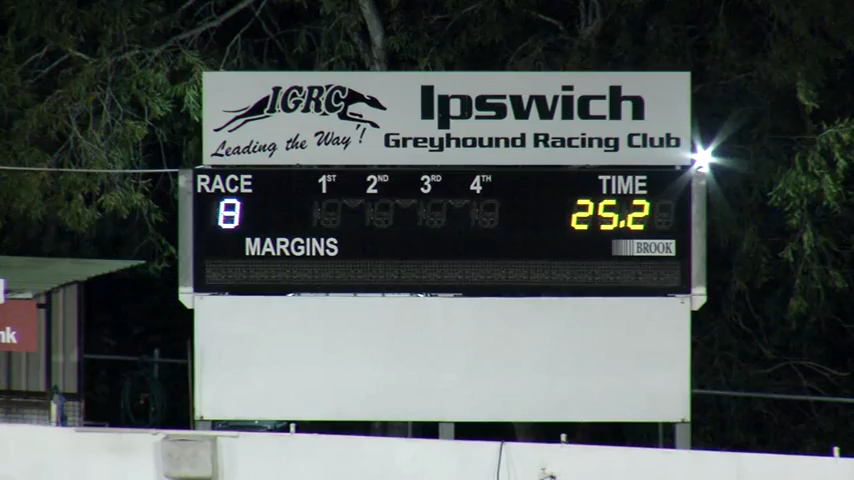 IGRC
Leading the Way'!
Ipswich
Greyhound Racing Club
RACE 1ST 2ND 3RD 4TH TIME
8 25.2
MARGINS BROOK
nk